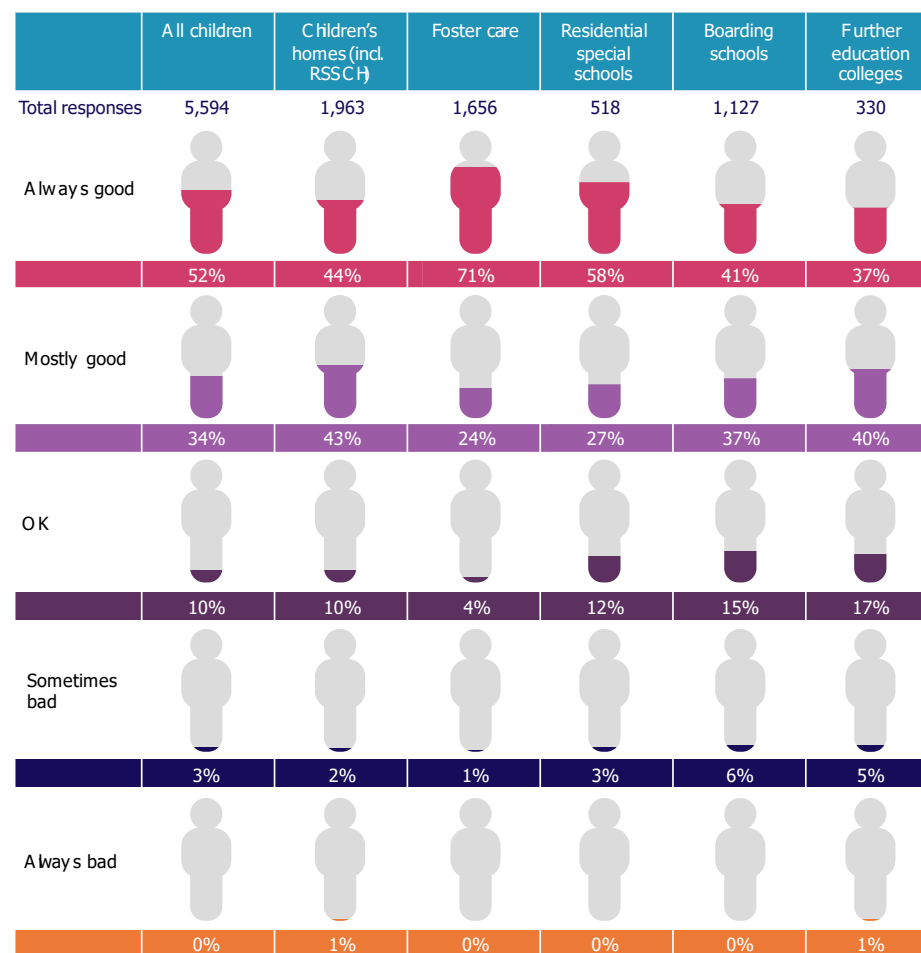 All children Children's homes (incl. RSSCH) Foster care Residential special schools Boarding schools Further education colleges
Total responses 5,594 1,963 1,656 518 1,127 330
Always good
52% 44% 71% 58% 41% 37%
Mostly good
34% 43% 24% 27% 37% 40%
OK
10% 10% 4% 12% 15% 17%
Sometimes
bad
3% 2% 1% 3% 6% 5%
Always bad
0% 1% 0% 0% 0% 1%